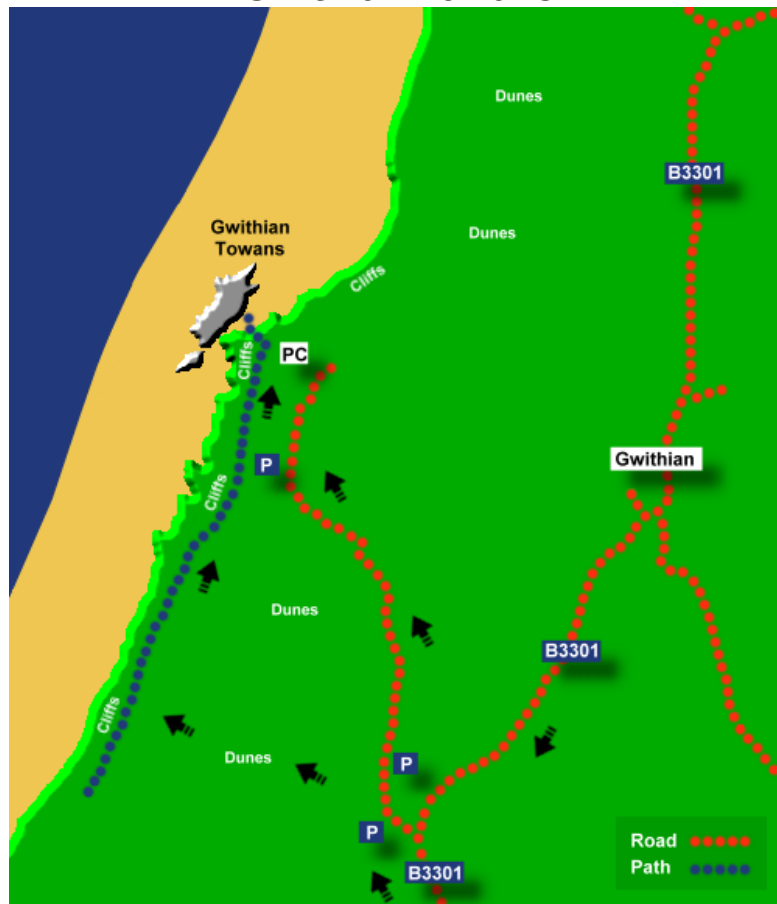 Dunes
B3301
Gwithian
Towans
Dunes
Cliffs
Cliffs
PC
Gwithian
P
Cliffs
Dunes
B3301
Cliffs
Dunes
P
P
B3301
Road
Path